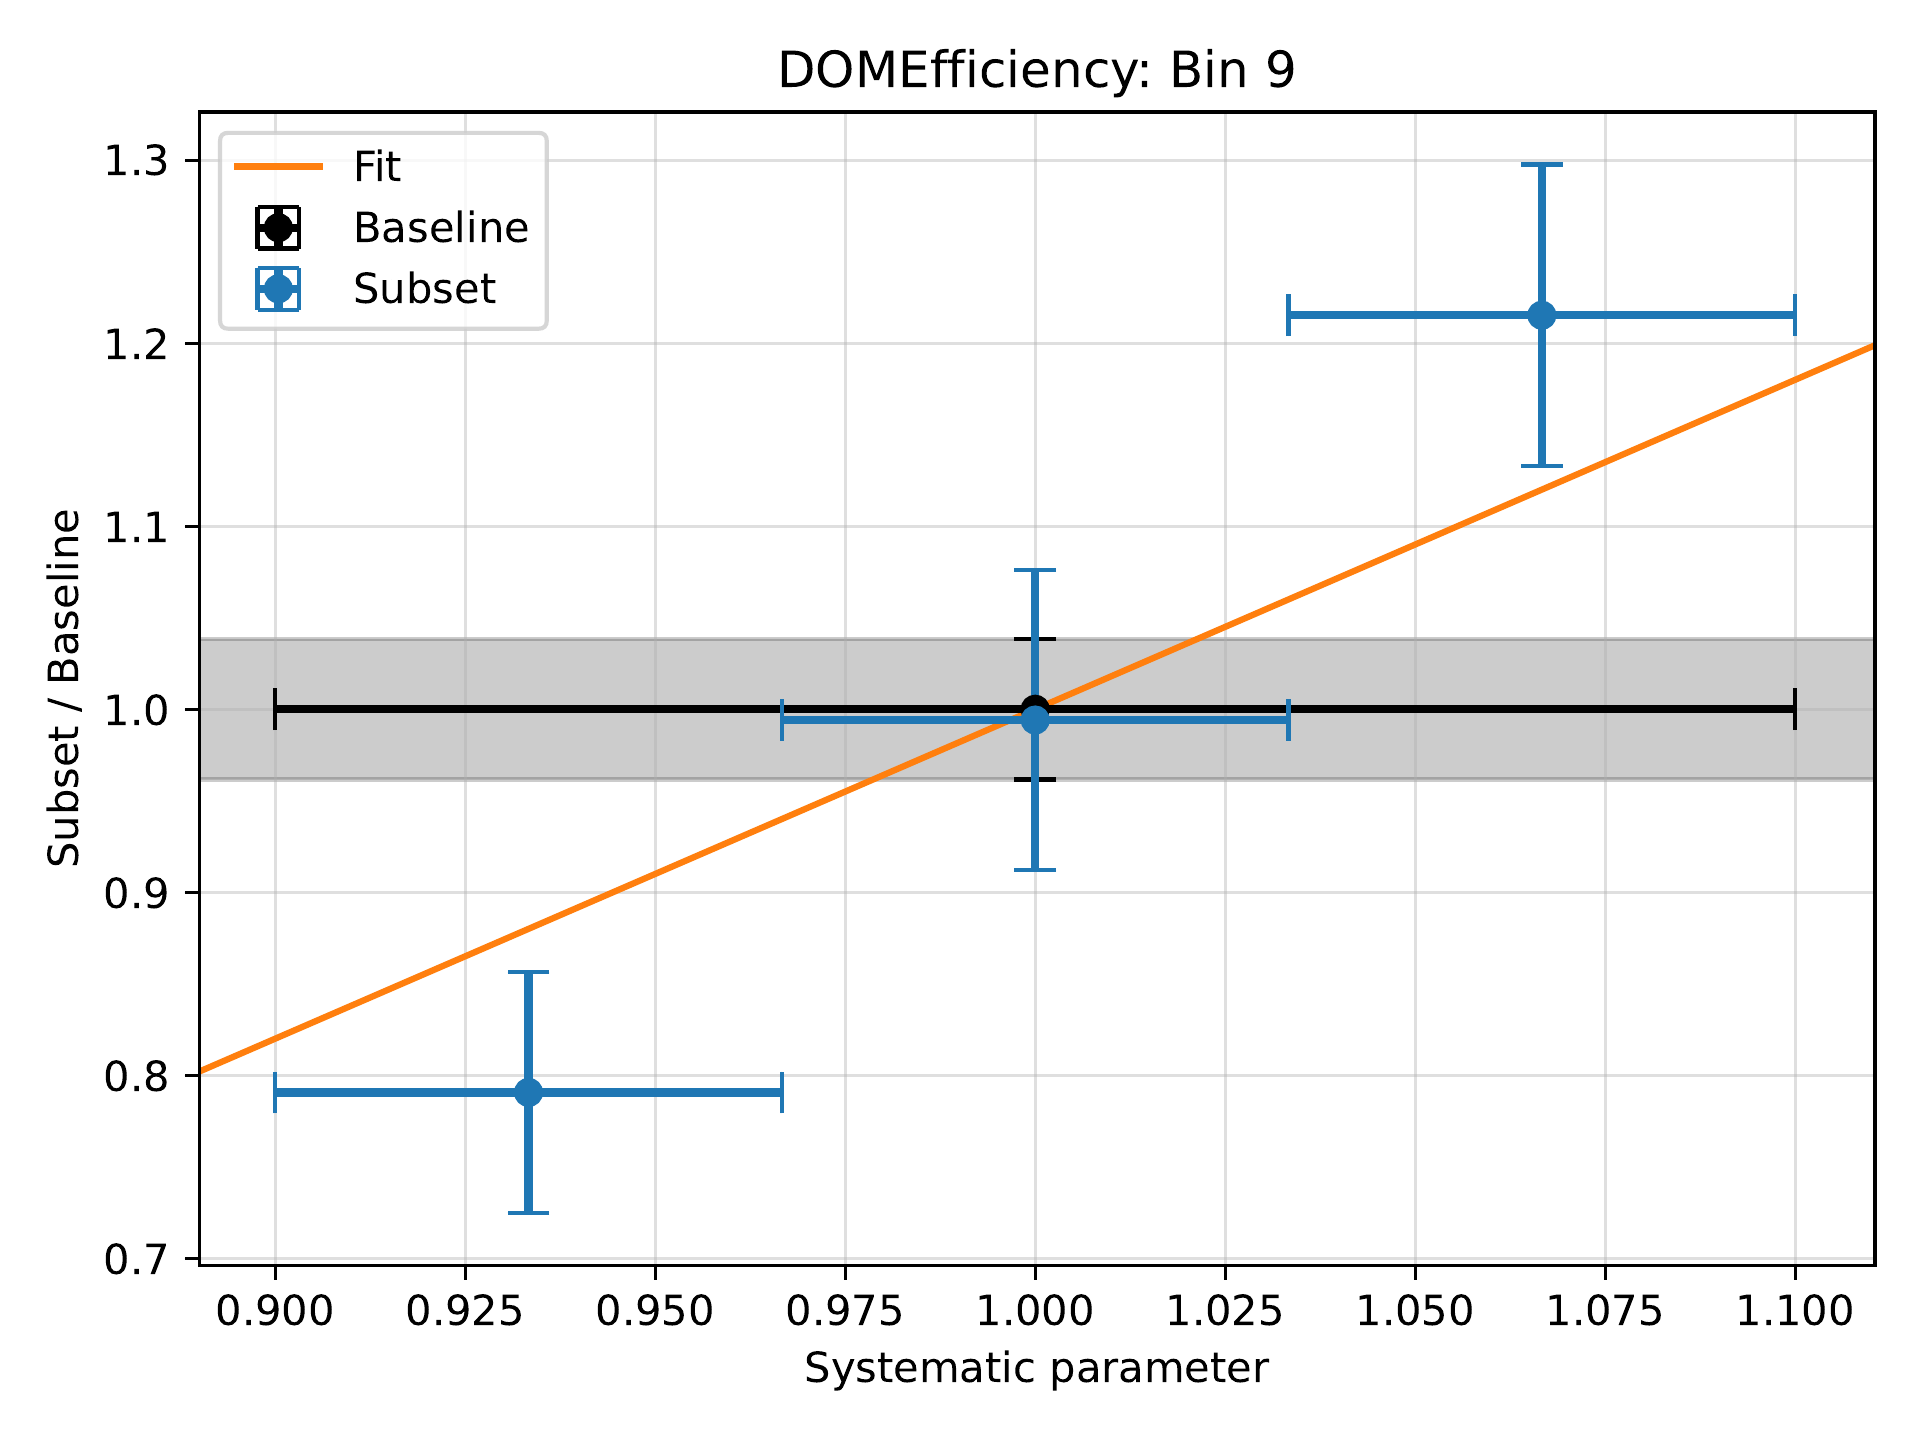 DOMEfficiency: Bin 9
Fit
Baseline
Subset
Subset / Baseline
1.3
1.2
1.1
1.0
0.9
0.8
0.7
0.900 0.925 0.950 0.975 1.000 1.025 1.050 1.075 1.100
Systematic parameter